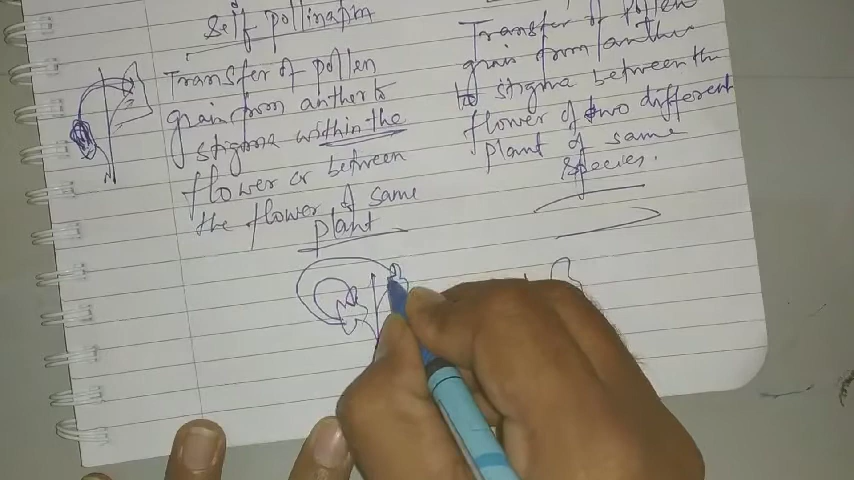 Self pollination
Transfer of pollen
grain from anther to
stigma within the
flower or between
the flower of same
plant
Transfer of pollen
grain from anther
to stigma between the
flower of two different
plant of same
species.